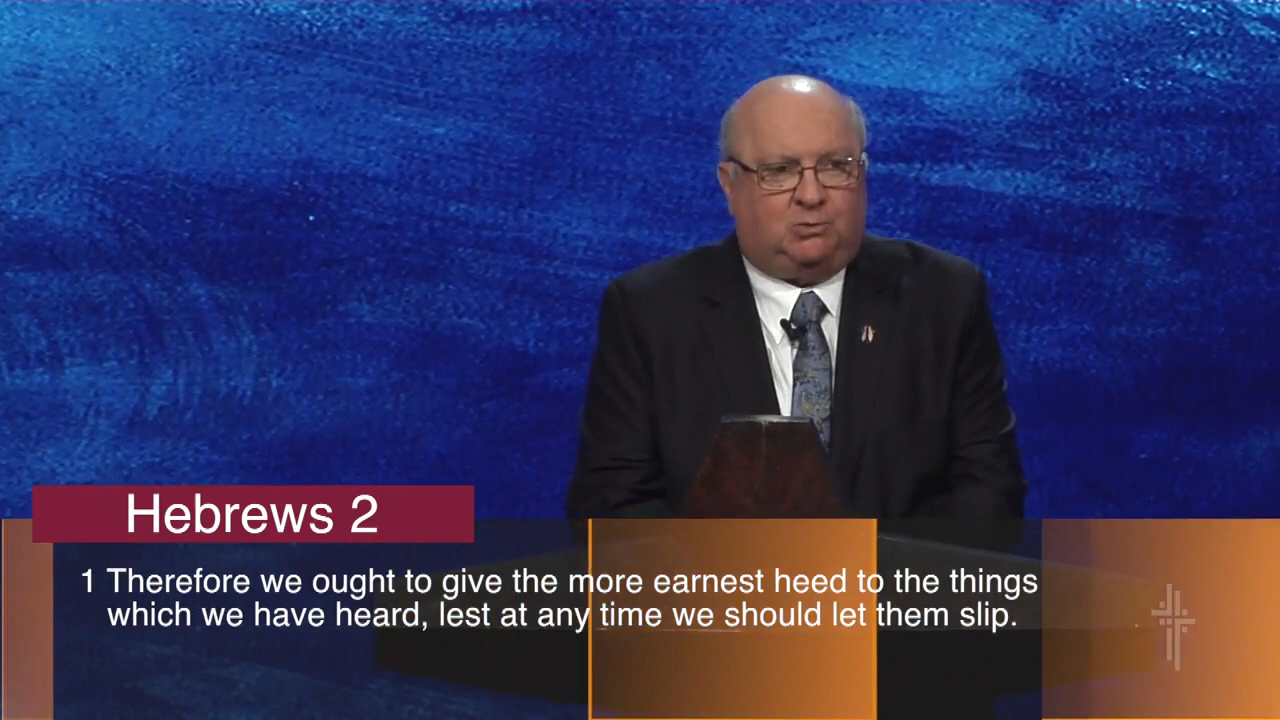 Hebrews 2
1 Therefore we ought to give the more earnest heed to the things
which we have heard, lest at any time we should let them slip.